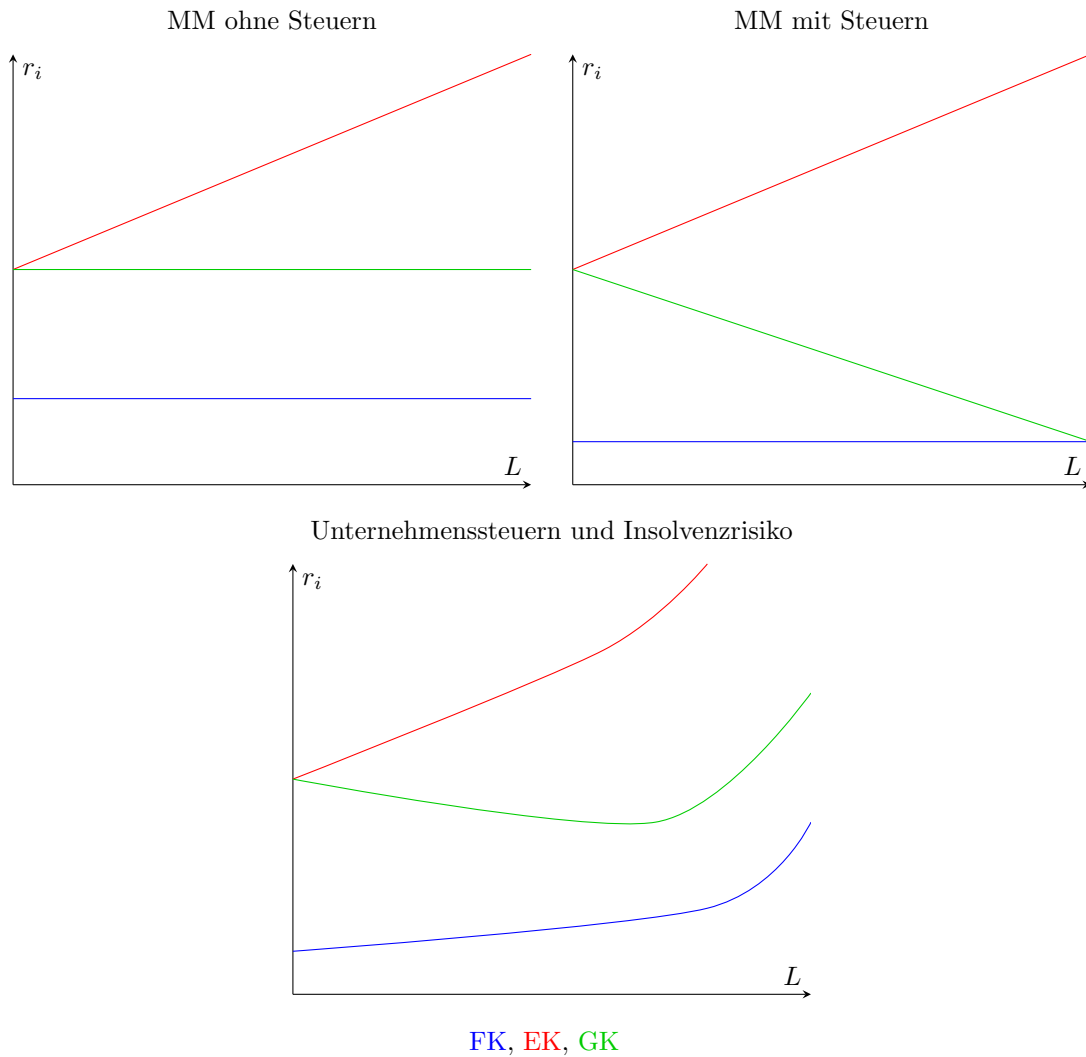 MM ohne Steuern
r_i
L
MM mit Steuern
r_i
L
Unternehmenssteuern und Insolvenzrisiko
r_i
L
FK, EK, GK